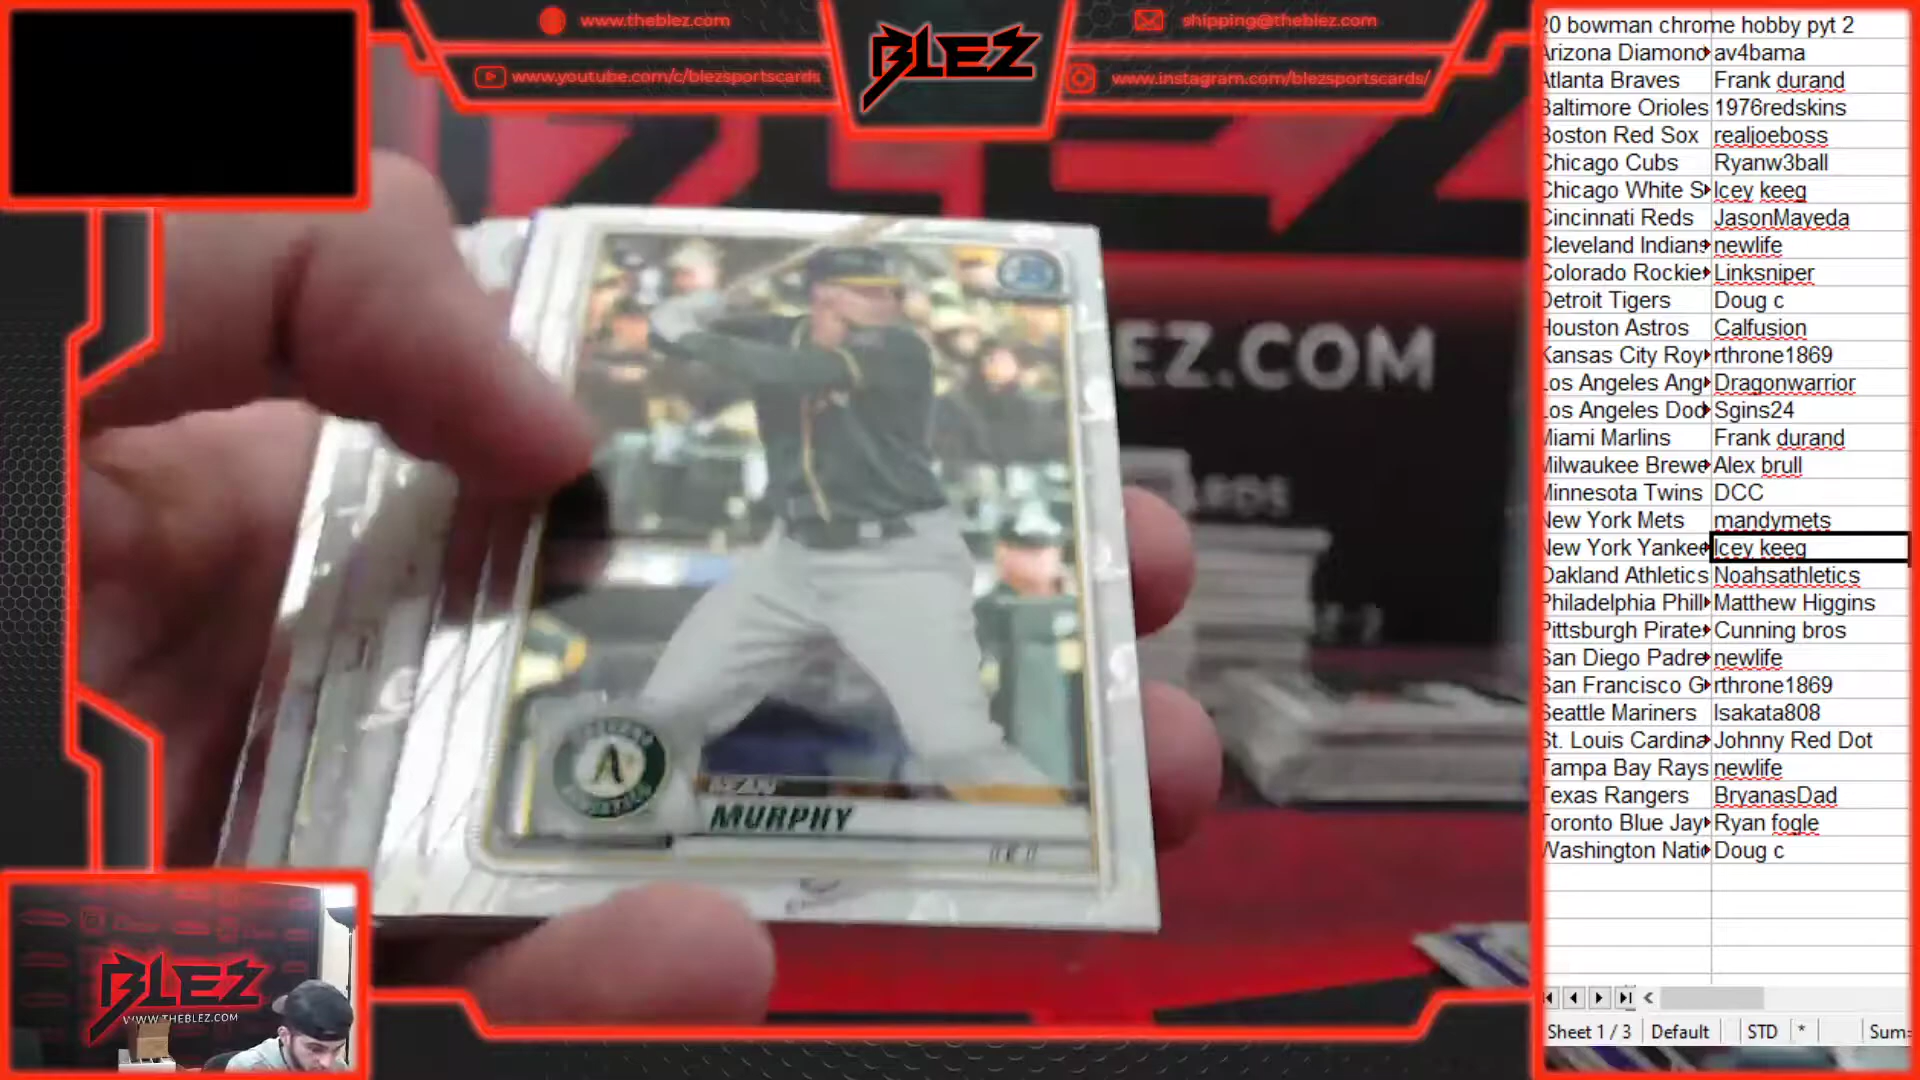 www.theblez.com
www.youtube.com/c/blezsportscards
BLEZ
shipping@theblez.com
www.instagram.com/blezsportscards/
EZ.COM
ARDS
A
MURPHY
BLEZ
WWW.THEBLEZ.COM
20 bowman chrome hobby pyt 2
Arizona Diamond av4bama
Atlanta Braves Frank durand
Baltimore Orioles 1976redskins
Boston Red Sox realjoeboss
Chicago Cubs Ryanw3ball
Chicago White S Icey keeg
Cincinnati Reds JasonMayeda
Cleveland Indians newlife
Colorado Rockie Linksniper
Detroit Tigers Doug c
Houston Astros Calfusion
Kansas City Roy rthrone1869
Los Angeles Ang Dragonwarrior
Los Angeles Dod Sgins24
Miami Marlins Frank durand
Milwaukee Brewe Alex brull
Minnesota Twins DCC
New York Mets mandymets
New York Yankee Icey keeg
Oakland Athletics Noahsathletics
Philadelphia Phill Matthew Higgins
Pittsburgh Pirate Cunning bros
San Diego Padre newlife
San Francisco G rthrone1869
Seattle Mariners lsakata808
St. Louis Cardina Johnny Red Dot
Tampa Bay Rays newlife
Texas Rangers BryanasDad
Toronto Blue Jay Ryan fogle
Washington Nati Doug c
Sheet 1 / 3 Default STD * Sum=